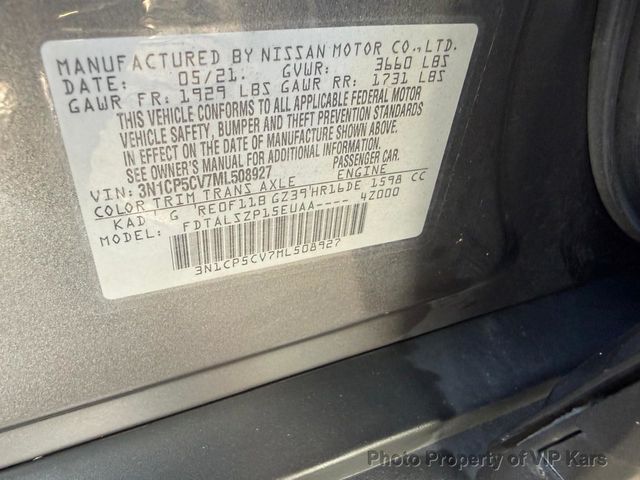 MANUFACTURED BY NISSAN MOTOR CO., LTD.
DATE: 05/21. GVWR: 3660 LBS
GAWR FR: 1929 LBS GAWR RR: 1731 LBS
THIS VEHICLE CONFORMS TO ALL APPLICABLE FEDERAL MOTOR
VEHICLE SAFETY, BUMPER AND THEFT PREVENTION STANDARDS
IN EFFECT ON THE DATE OF MANUFACTURE SHOWN ABOVE.
SEE OWNER'S MANUAL FOR ADDITIONAL INFORMATION.
VIN: 3N1CP5CV7ML508927 PASSENGER CAR.
COLOR TRIM TRANS AXLE ENGINE
KAD G RE0F11B GZ39 HR16DE 1598 CC
MODEL: FDTALSZP15EUAA---- 4Z000
3N1CP5CV7ML508927
Photo Property of VIP Kars